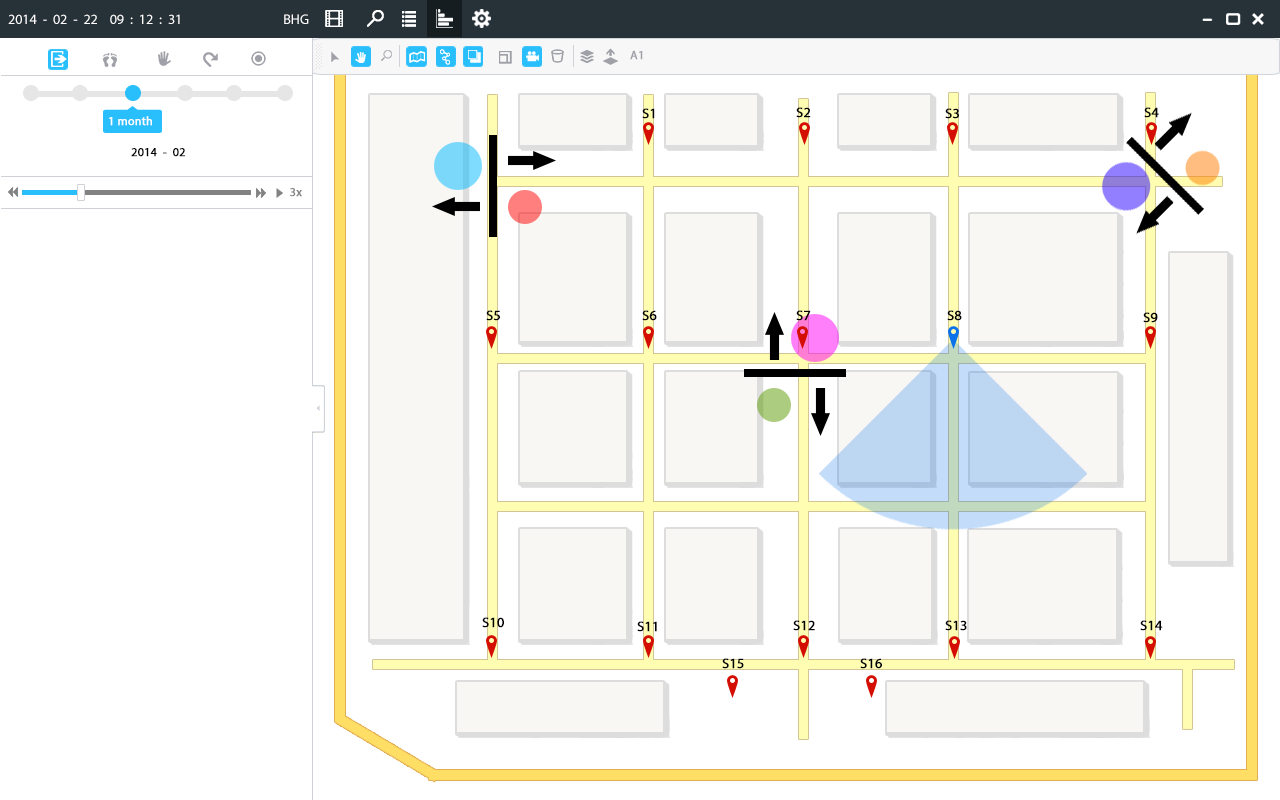 2014 - 02 - 22 09 : 12 : 31
BHG
A1
1 month
2014 - 02
3x
S1
S2
S3
S4
S5
S6
S7
S8
S9
S10
S11
S12
S13
S14
S15
S16